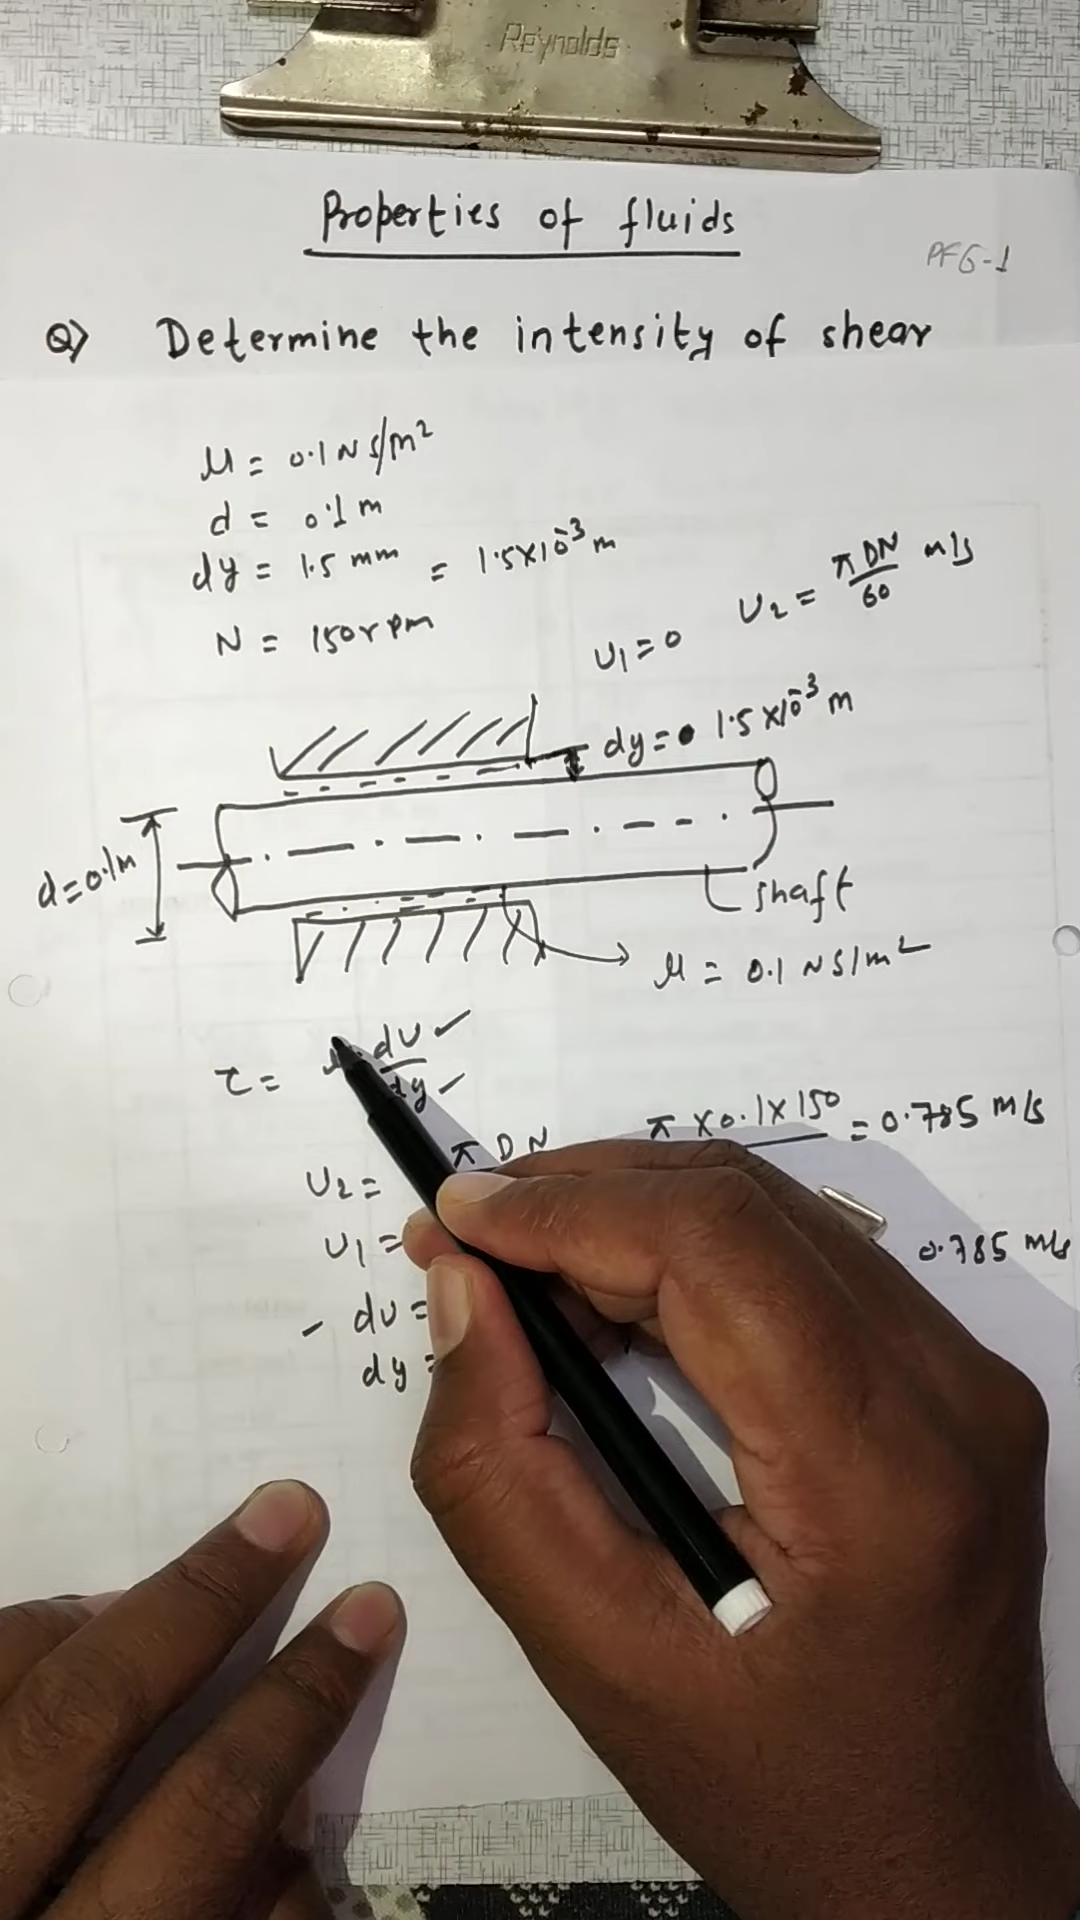 Reynolds
Properties of fluids
PFG-1
Q> Determine the intensity of shear
μ = 0.1 NS/m²
d = 0.1 m
dy = 1.5 mm = 1.5×10⁻³ m
N = 150 rpm
U₁ = 0
U₂ = πDN/60 m/s
dy = 1.5×10⁻³ m
d = 0.1m
shaft
μ = 0.1 NS/m²
τ = μ. dU/dy
U₂ = πDN π×0.1×150 = 0.785 m/s
U₁ = 0.785 m/s
- dU =
dy =